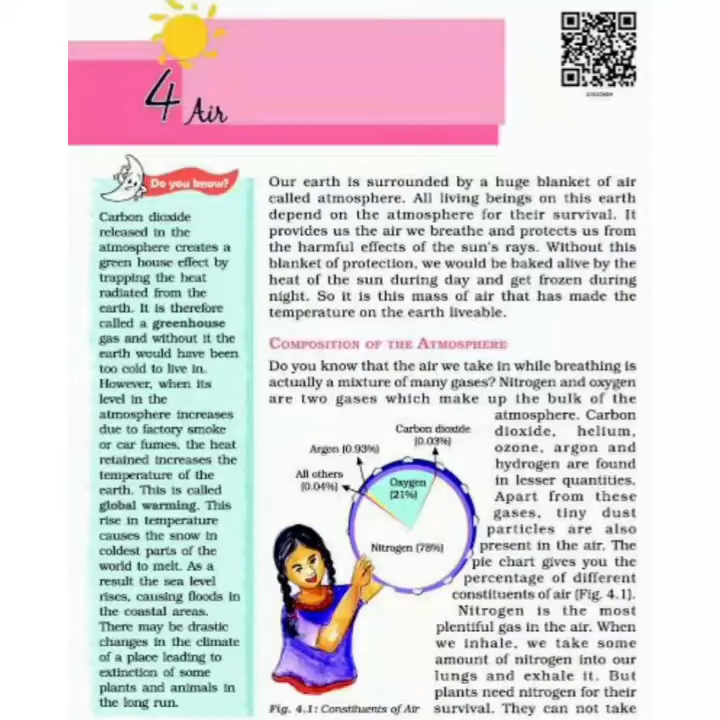 4 Air
Do you know?
Carbon dioxide
released in the
atmosphere creates a
green house effect by
trapping the heat
radiated from the
earth. It is therefore
called a greenhouse
gas and without it the
earth would have been
too cold to live in.
However, when its
level in the
atmosphere increases
due to factory smoke
or car fumes, the heat
retained increases the
temperature of the
earth. This is called
global warming. This
rise in temperature
causes the snow in
coldest parts of the
world to melt. As a
result the sea level
rises, causing floods in
the coastal areas.
There may be drastic
changes in the climate
of a place leading to
extinction of some
plants and animals in
the long run.
Our earth is surrounded by a huge blanket of air
called atmosphere. All living beings on this earth
depend on the atmosphere for their survival. It
provides us the air we breathe and protects us from
the harmful effects of the sun's rays. Without this
blanket of protection, we would be baked alive by the
heat of the sun during day and get frozen during
night. So it is this mass of air that has made the
temperature on the earth liveable.
COMPOSITION OF THE ATMOSPHERE
Do you know that the air we take in while breathing is
actually a mixture of many gases? Nitrogen and oxygen
are two gases which make up the bulk of the
atmosphere. Carbon
dioxide, helium,
ozone, argon and
hydrogen are found
in lesser quantities.
Apart from these
gases, tiny dust
particles are also
present in the air. The
pie chart gives you the
percentage of different
constituents of air (Fig. 4.1).
Nitrogen is the most
plentiful gas in the air. When
we inhale, we take some
amount of nitrogen into our
lungs and exhale it. But
plants need nitrogen for their
survival. They can not take
Carbon dioxide
(0.03%)
Argon (0.93%)
All others
(0.04%)
Oxygen
(21%)
Nitrogen (78%)
Fig. 4.1: Constituents of Air